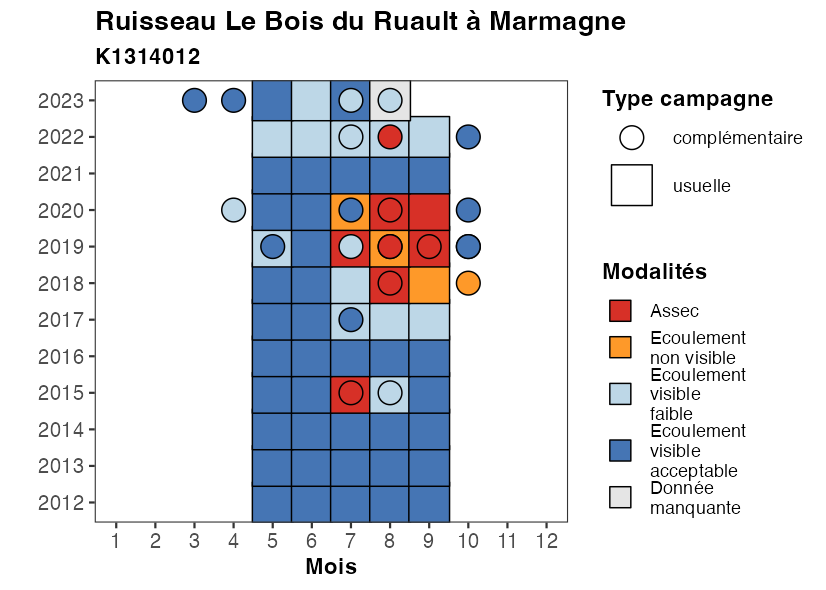 Ruisseau Le Bois du Ruault à Marmagne
K1314012
2023
2022
2021
2020
2019
2018
2017
2016
2015
2014
2013
2012
1 2 3 4 5 6 7 8 9 10 11 12
Mois
Type campagne
complémentaire
usuelle
Modalités
Assec
Ecoulement
non visible
Ecoulement
visible
faible
Ecoulement
visible
acceptable
Donnée
manquante